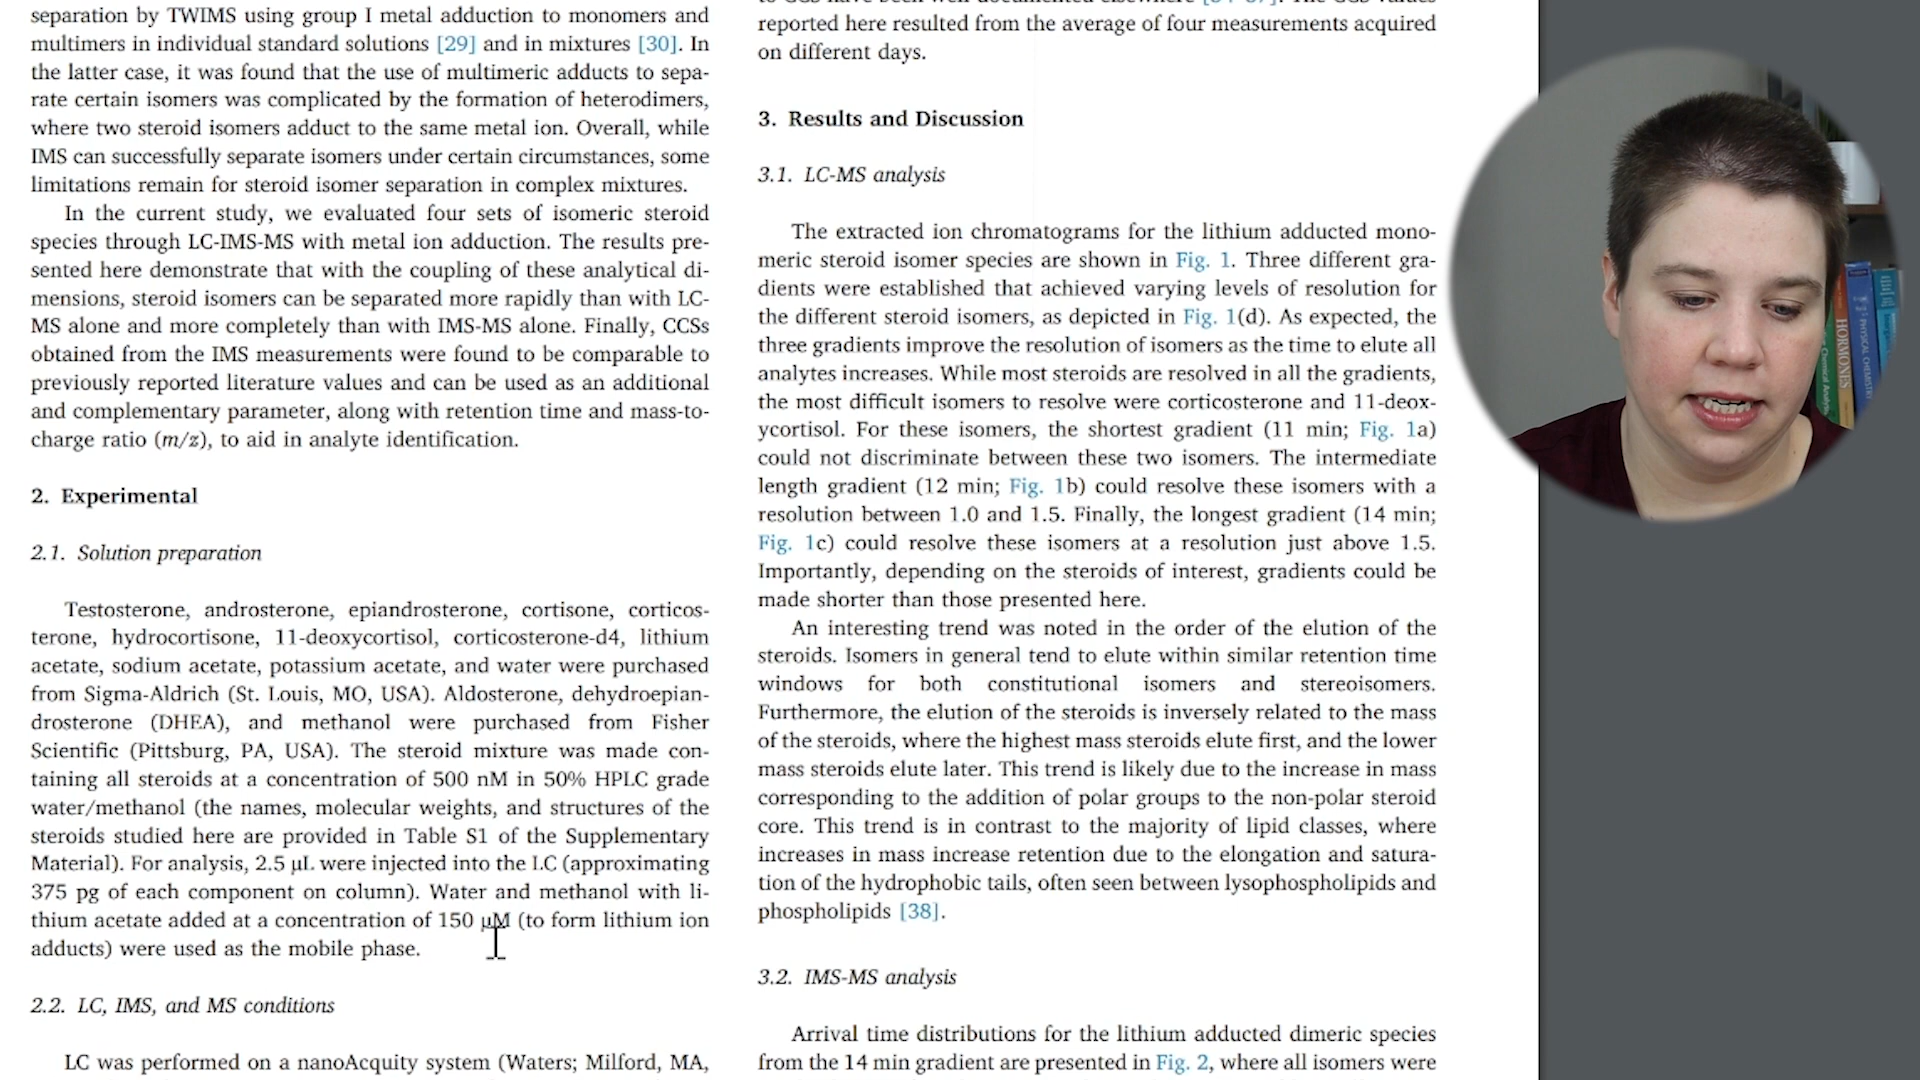 separation by TWIMS using group I metal adduction to monomers and
multimers in individual standard solutions [29] and in mixtures [30]. In
the latter case, it was found that the use of multimeric adducts to sepa-
rate certain isomers was complicated by the formation of heterodimers,
where two steroid isomers adduct to the same metal ion. Overall, while
IMS can successfully separate isomers under certain circumstances, some
limitations remain for steroid isomer separation in complex mixtures.
In the current study, we evaluated four sets of isomeric steroid
species through LC-IMS-MS with metal ion adduction. The results pre-
sented here demonstrate that with the coupling of these analytical di-
mensions, steroid isomers can be separated more rapidly than with LC-
MS alone and more completely than with IMS-MS alone. Finally, CCSs
obtained from the IMS measurements were found to be comparable to
previously reported literature values and can be used as an additional
and complementary parameter, along with retention time and mass-to-
charge ratio (m/z), to aid in analyte identification.
2. Experimental
2.1. Solution preparation
Testosterone, androsterone, epiandrosterone, cortisone, corticos-
terone, hydrocortisone, 11-deoxycortisol, corticosterone-d4, lithium
acetate, sodium acetate, potassium acetate, and water were purchased
from Sigma-Aldrich (St. Louis, MO, USA). Aldosterone, dehydroepian-
drosterone (DHEA), and methanol were purchased from Fisher
Scientific (Pittsburg, PA, USA). The steroid mixture was made con-
taining all steroids at a concentration of 500 nM in 50% HPLC grade
water/methanol (the names, molecular weights, and structures of the
steroids studied here are provided in Table S1 of the Supplementary
Material). For analysis, 2.5 μL were injected into the LC (approximating
375 pg of each component on column). Water and methanol with li-
thium acetate added at a concentration of 150 μM (to form lithium ion
adducts) were used as the mobile phase.
2.2. LC, IMS, and MS conditions
LC was performed on a nanoAcquity system (Waters; Milford, MA,
reported here resulted from the average of four measurements acquired
on different days.
3. Results and Discussion
3.1. LC-MS analysis
The extracted ion chromatograms for the lithium adducted mono-
meric steroid isomer species are shown in Fig. 1. Three different gra-
dients were established that achieved varying levels of resolution for
the different steroid isomers, as depicted in Fig. 1(d). As expected, the
three gradients improve the resolution of isomers as the time to elute all
analytes increases. While most steroids are resolved in all the gradients,
the most difficult isomers to resolve were corticosterone and 11-deox-
ycortisol. For these isomers, the shortest gradient (11 min; Fig. 1a)
could not discriminate between these two isomers. The intermediate
length gradient (12 min; Fig. 1b) could resolve these isomers with a
resolution between 1.0 and 1.5. Finally, the longest gradient (14 min;
Fig. 1c) could resolve these isomers at a resolution just above 1.5.
Importantly, depending on the steroids of interest, gradients could be
made shorter than those presented here.
An interesting trend was noted in the order of the elution of the
steroids. Isomers in general tend to elute within similar retention time
windows for both constitutional isomers and stereoisomers.
Furthermore, the elution of the steroids is inversely related to the mass
of the steroids, where the highest mass steroids elute first, and the lower
mass steroids elute later. This trend is likely due to the increase in mass
corresponding to the addition of polar groups to the non-polar steroid
core. This trend is in contrast to the majority of lipid classes, where
increases in mass increase retention due to the elongation and satura-
tion of the hydrophobic tails, often seen between lysophospholipids and
phospholipids [38].
3.2. IMS-MS analysis
Arrival time distributions for the lithium adducted dimeric species
from the 14 min gradient are presented in Fig. 2, where all isomers were
HORMONES
PHYSICAL CHEMISTRY